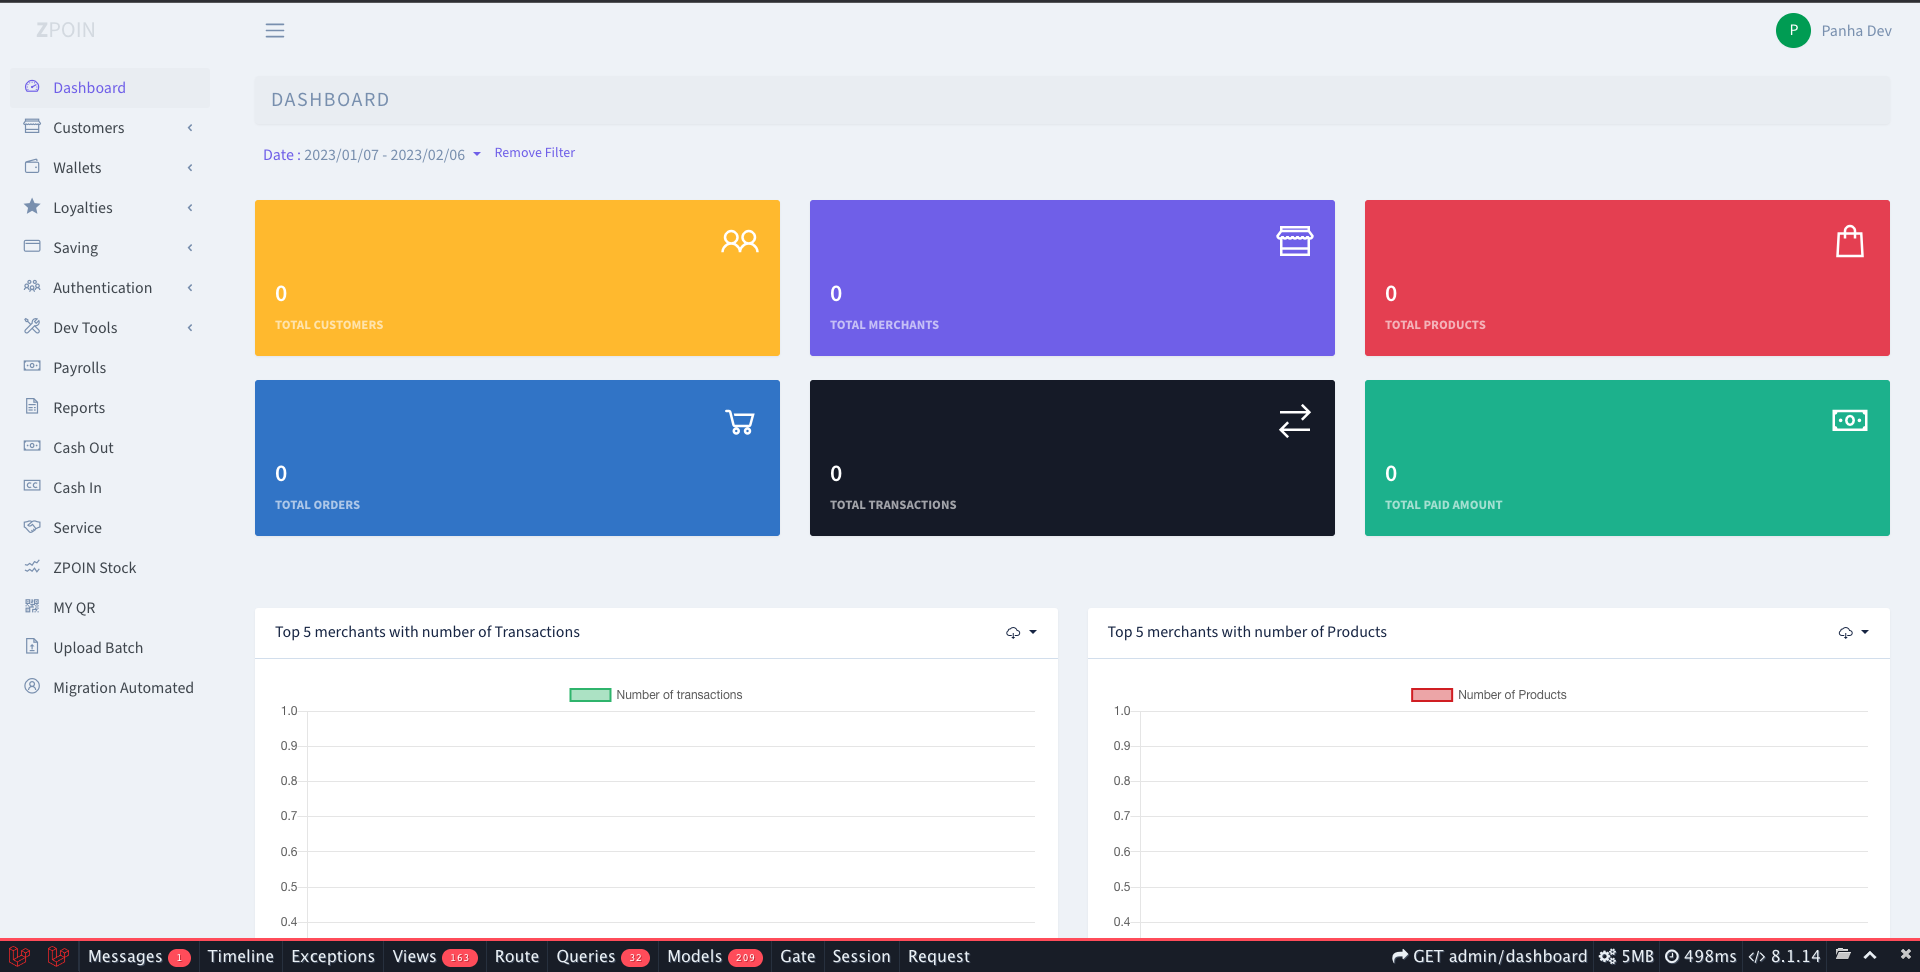 ZPOIN
Panha Dev
P
Dashboard
Customers
Wallets
Loyalties
Saving
Authentication
Dev Tools
Payrolls
Reports
Cash Out
CC
Cash In
Service
ZPOIN Stock
MY QR
Upload Batch
Migration Automated
DASHBOARD
Date : 2023/01/07 - 2023/02/06 Remove Filter
0
TOTAL CUSTOMERS
0
TOTAL MERCHANTS
0
TOTAL PRODUCTS
0
TOTAL ORDERS
0
TOTAL TRANSACTIONS
0
TOTAL PAID AMOUNT
Top 5 merchants with number of Transactions
Number of transactions
1.0
0.9
0.8
0.7
0.6
0.5
0.4
Top 5 merchants with number of Products
Number of Products
1.0
0.9
0.8
0.7
0.6
0.5
0.4
Messages 1 Timeline Exceptions Views 163 Route Queries 32 Models 209 Gate Session Request GET admin/dashboard 5MB 498ms 8.1.14